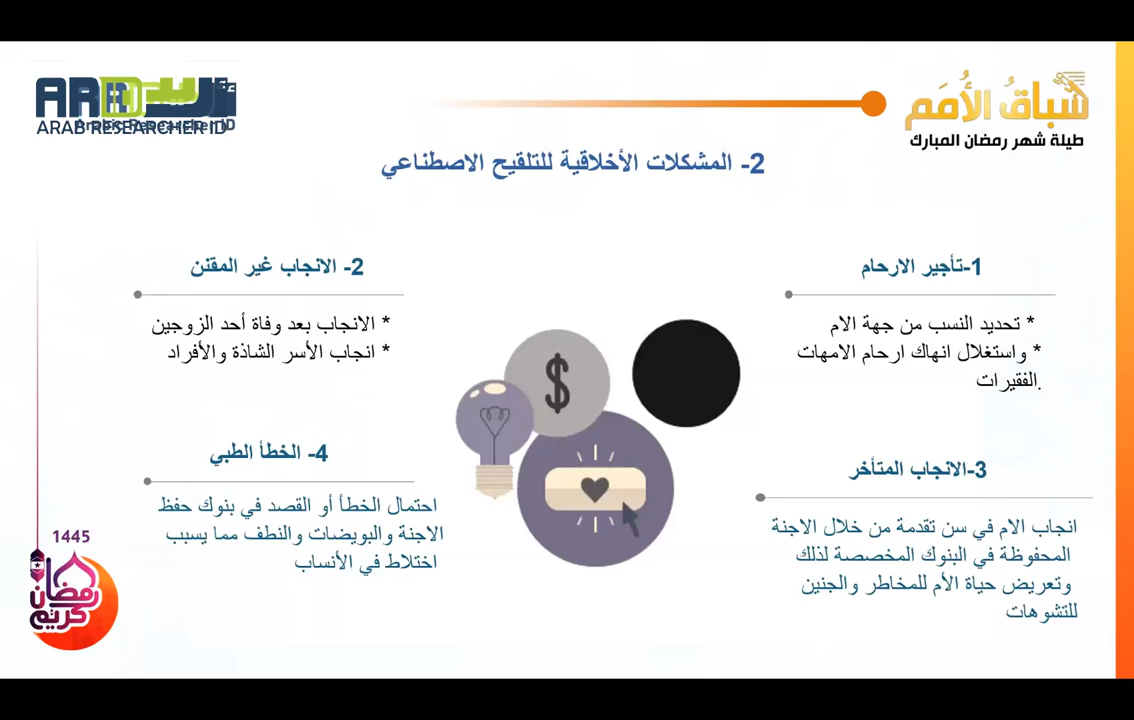 ARAB RESEARCHER ID
سباق الأمم
طيلة شهر رمضان المبارك
2- المشكلات الأخلاقية للتلقيح الاصطناعي
1-تأجير الارحام
* تحديد النسب من جهة الام
* واستغلال انهاك ارحام الامهات
الفقيرات.
2- الانجاب غير المقنن
* الانجاب بعد وفاة أحد الزوجين
* انجاب الأسر الشاذة والأفراد
$
3-الانجاب المتأخر
انجاب الام في سن تقدمة من خلال الاجنة
المحفوظة في البنوك المخصصة لذلك
وتعريض حياة الأم للمخاطر والجنين
للتشوهات
4- الخطأ الطبي
احتمال الخطأ أو القصد في بنوك حفظ
الاجنة والبويضات والنطف مما يسبب
اختلاط في الأنساب
1445
رمضان
كريم